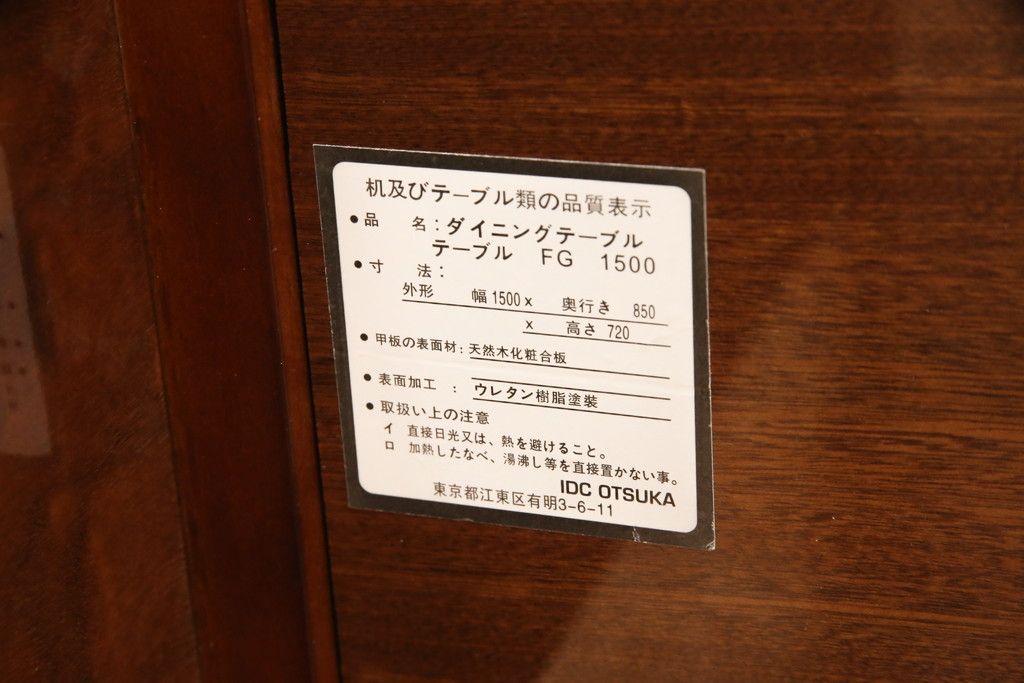 机及びテーブル類の品質表示
●品　名：ダイニングテーブル
テーブル　FG　1500
●寸　法：
外形　幅1500 x　奥行き　850
x　高さ 720
●甲板の表面材：天然木化粧合板
●表面加工　：　ウレタン樹脂塗装
●取扱い上の注意
イ　直接日光又は、熱を避けること。
ロ　加熱したなべ、湯沸し等を直接置かない事。
IDC OTSUKA
東京都江東区有明3-6-11